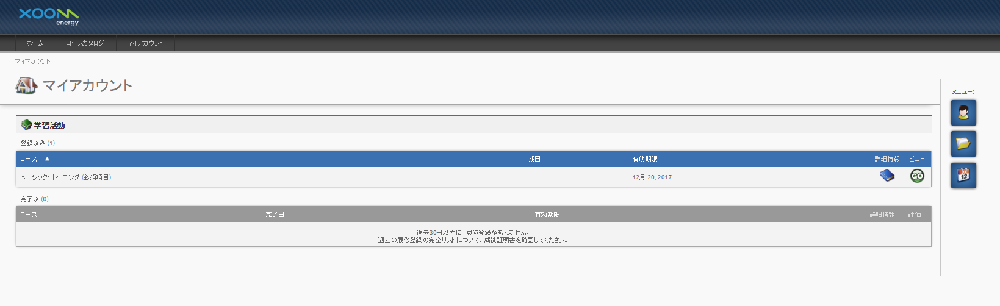 XOOM
energy
ホーム コースカタログ マイアカウント
マイアカウント
マイアカウント
メニュー:
学習活動
登録済み (1)
コース ▲ 期日 有効期限 詳細情報 ビュー
ベーシックトレーニング (必須項目) - 12月 20, 2017 GO
12
完了済 (0)
コース 完了日 有効期限 詳細情報 評価
過去30日以内に、履修登録がありません。
過去の履修登録の完全リストについて、成績証明書を確認してください。